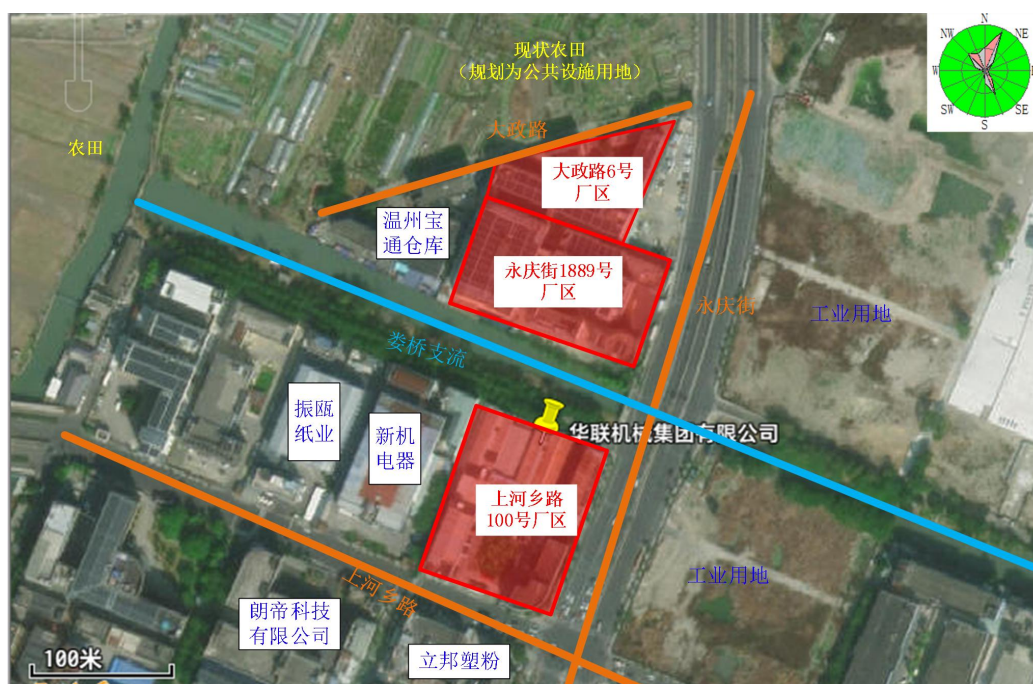 现状农田
（规划为公共设施用地）
N
NE
E
SE
S
SW
W
NW
农田
大政路
大政路6号
厂区
温州宝
通仓库
永庆街1889号
厂区
永庆街
工业用地
娄桥支流
振瓯
纸业
新机
电器
华联机械集团有限公司
上河乡路
100号厂区
工业用地
上河乡路
朗帝科技
有限公司
立邦塑粉
100米